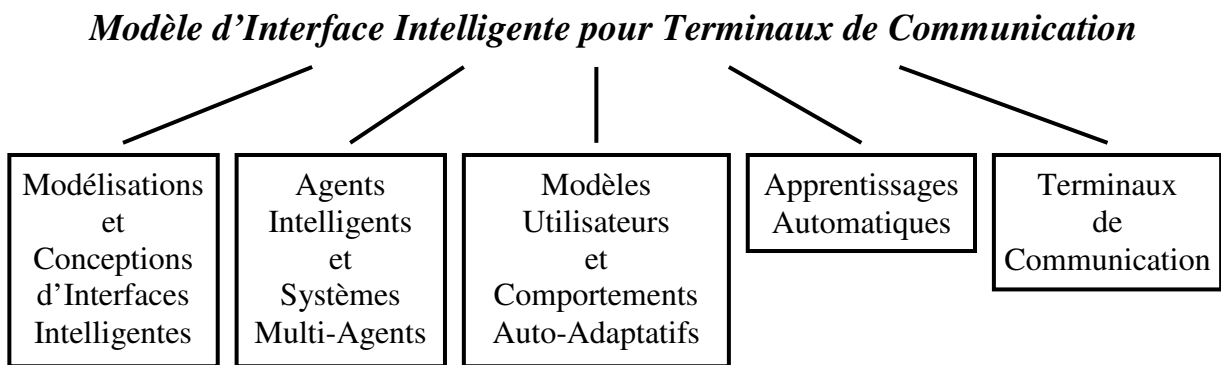 Modèle d’Interface Intelligente pour Terminaux de Communication
Modélisations
et
Conceptions
d’Interfaces
Intelligentes
Agents
Intelligents
et
Systèmes
Multi-Agents
Modèles
Utilisateurs
et
Comportements
Auto-Adaptatifs
Apprentissages
Automatiques
Terminaux
de
Communication